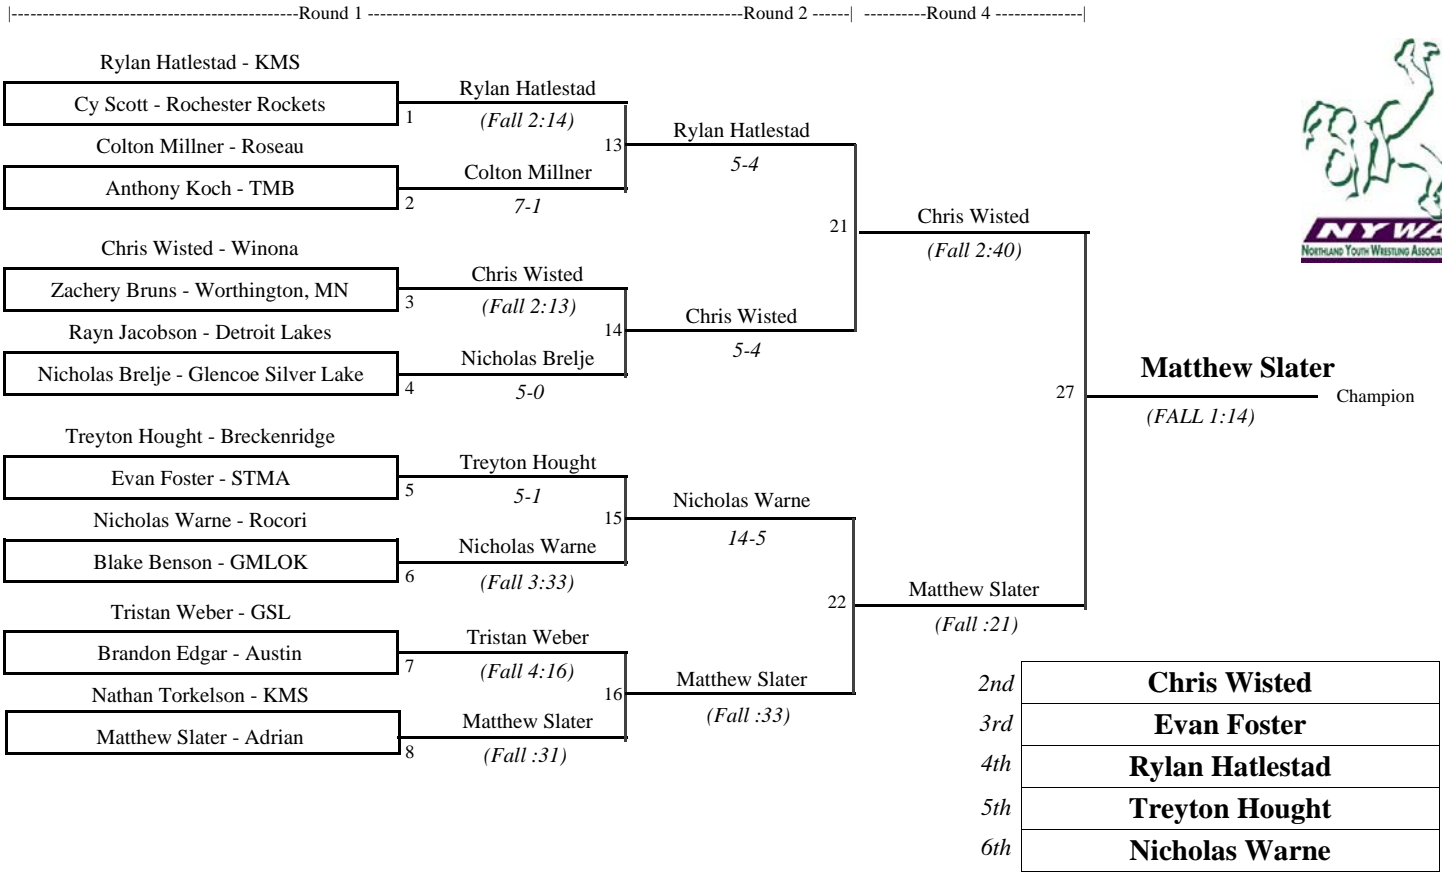 |-----------------------------------------------Round 1 -------------------------------------------------------------Round 2 ------| ----------Round 4 --------------|
Rylan Hatlestad - KMS
Cy Scott - Rochester Rockets
1
Rylan Hatlestad
(Fall 2:14)
Colton Millner - Roseau
Anthony Koch - TMB
2
Colton Millner
7-1
13
Rylan Hatlestad
5-4
Chris Wisted - Winona
Zachery Bruns - Worthington, MN
3
Chris Wisted
(Fall 2:13)
Rayn Jacobson - Detroit Lakes
Nicholas Brelje - Glencoe Silver Lake
4
Nicholas Brelje
5-0
14
Chris Wisted
5-4
21
Chris Wisted
(Fall 2:40)
Treyton Hought - Breckenridge
Evan Foster - STMA
5
Treyton Hought
5-1
Nicholas Warne - Rocori
Blake Benson - GMLOK
6
Nicholas Warne
(Fall 3:33)
15
Nicholas Warne
14-5
Tristan Weber - GSL
Brandon Edgar - Austin
7
Tristan Weber
(Fall 4:16)
Nathan Torkelson - KMS
Matthew Slater - Adrian
8
Matthew Slater
(Fall :31)
16
Matthew Slater
(Fall :33)
22
Matthew Slater
(Fall :21)
27
Matthew Slater
Champion
(FALL 1:14)
NYWA
NORTHLAND YOUTH WRESTLING
2nd Chris Wisted
3rd Evan Foster
4th Rylan Hatlestad
5th Treyton Hought
6th Nicholas Warne